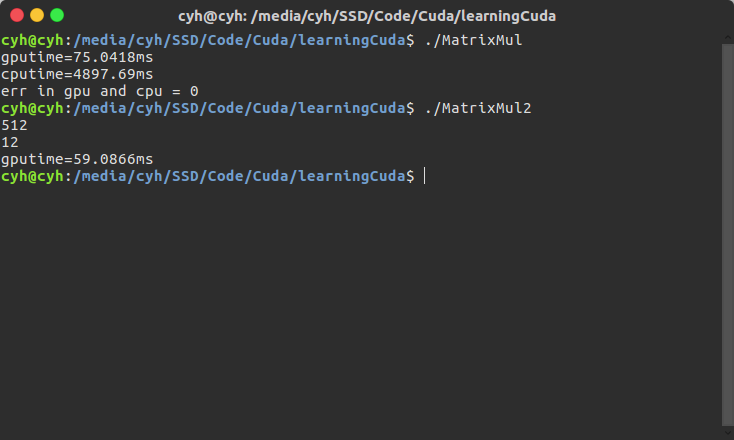 cyh@cyh: /media/cyh/SSD/Code/Cuda/learningCuda
cyh@cyh:/media/cyh/SSD/Code/Cuda/learningCuda$ ./MatrixMul
gputime=75.0418ms
cputime=4897.69ms
err in gpu and cpu = 0
cyh@cyh:/media/cyh/SSD/Code/Cuda/learningCuda$ ./MatrixMul2
512
12
gputime=59.0866ms
cyh@cyh:/media/cyh/SSD/Code/Cuda/learningCuda$